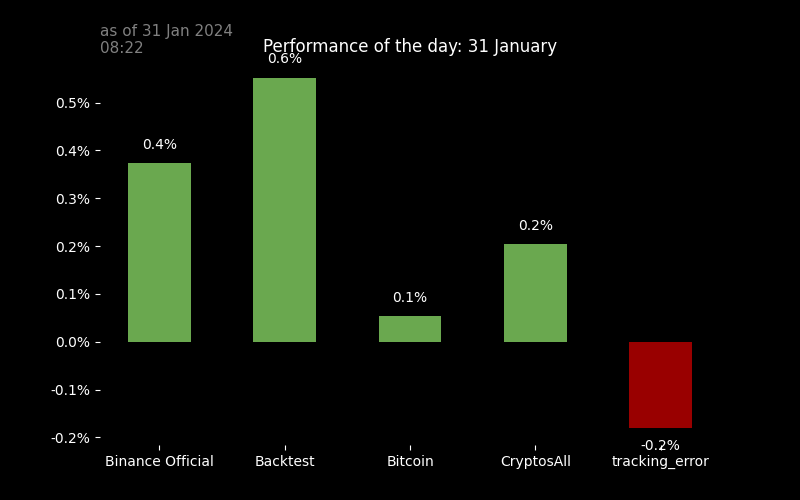 as of 31 Jan 2024
08:22
Performance of the day: 31 January
0.6%
0.5%
0.4%
0.4%
0.3%
0.2%
0.2%
0.1%
0.1%
0.0%
-0.1%
-0.2%
-0.2%
Binance Official
Backtest
Bitcoin
CryptosAll
tracking_error